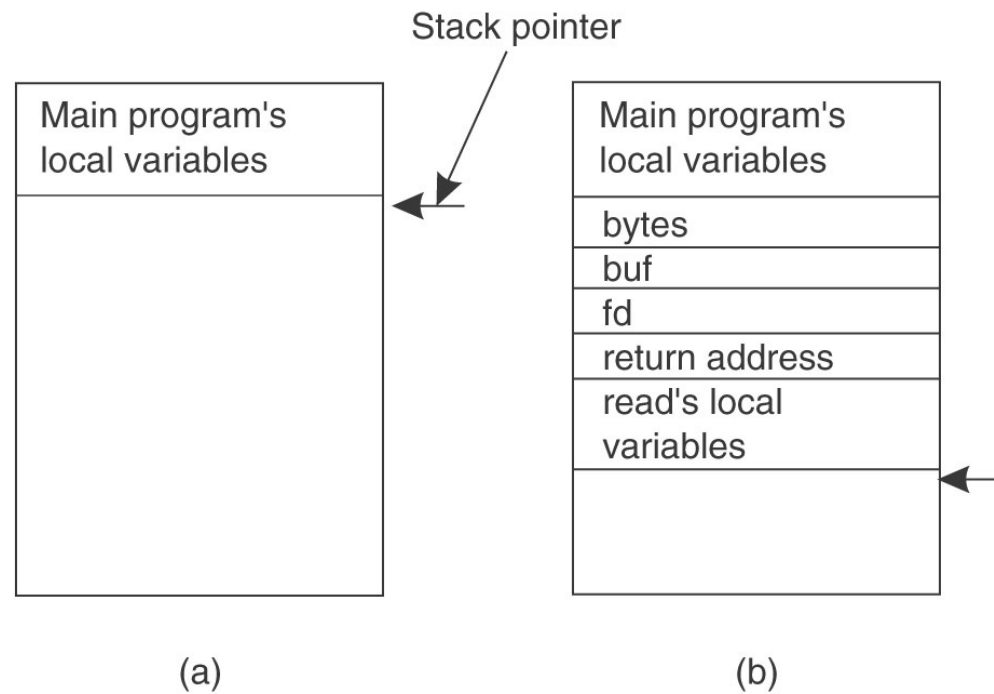 Stack pointer
Main program's
local variables
Main program's
local variables
bytes
buf
fd
return address
read's local
variables
(a)
(b)